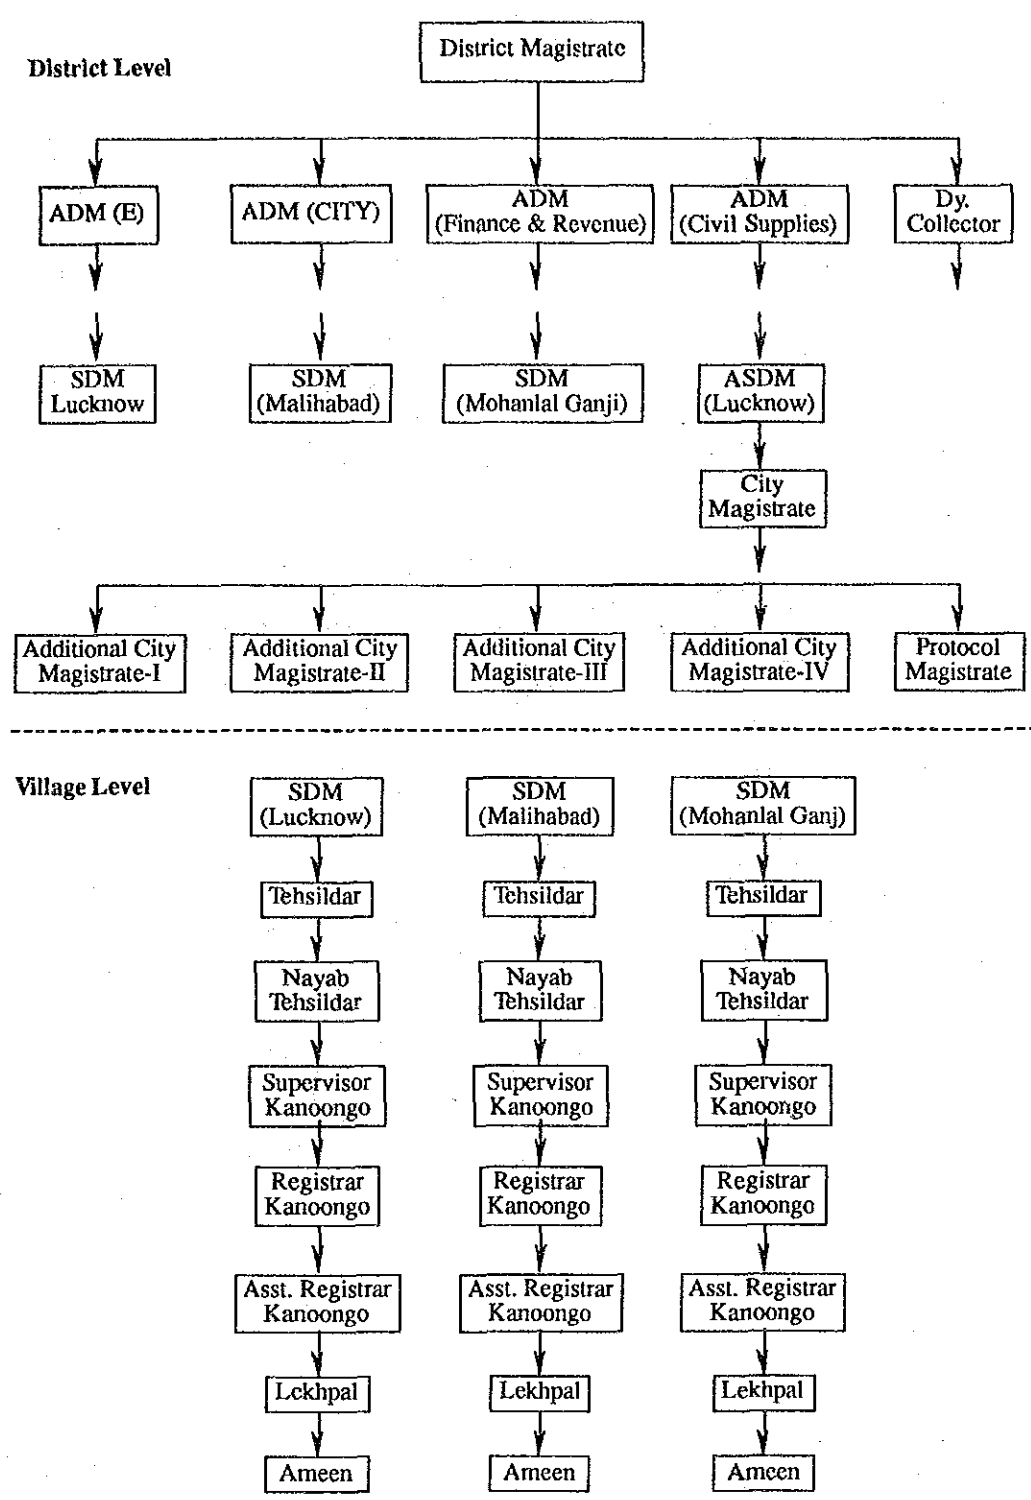 District Magistrate
District Level
ADM (E)
ADM (CITY)
ADM
(Finance & Revenue)
ADM
(Civil Supplies)
Dy.
Collector
SDM
Lucknow
SDM
(Malihabad)
SDM
(Mohanlal Ganji)
ASDM
(Lucknow)
City
Magistrate
Additional City
Magistrate-I
Additional City
Magistrate-II
Additional City
Magistrate-III
Additional City
Magistrate-IV
Protocol
Magistrate
Village Level
SDM
(Lucknow)
SDM
(Malihabad)
SDM
(Mohanlal Ganj)
Tehsildar
Tehsildar
Tehsildar
Nayab
Tehsildar
Nayab
Tehsildar
Nayab
Tehsildar
Supervisor
Kanoongo
Supervisor
Kanoongo
Supervisor
Kanoongo
Registrar
Kanoongo
Registrar
Kanoongo
Registrar
Kanoongo
Asst. Registrar
Kanoongo
Asst. Registrar
Kanoongo
Asst. Registrar
Kanoongo
Lekhpal
Lekhpal
Lekhpal
Ameen
Ameen
Ameen